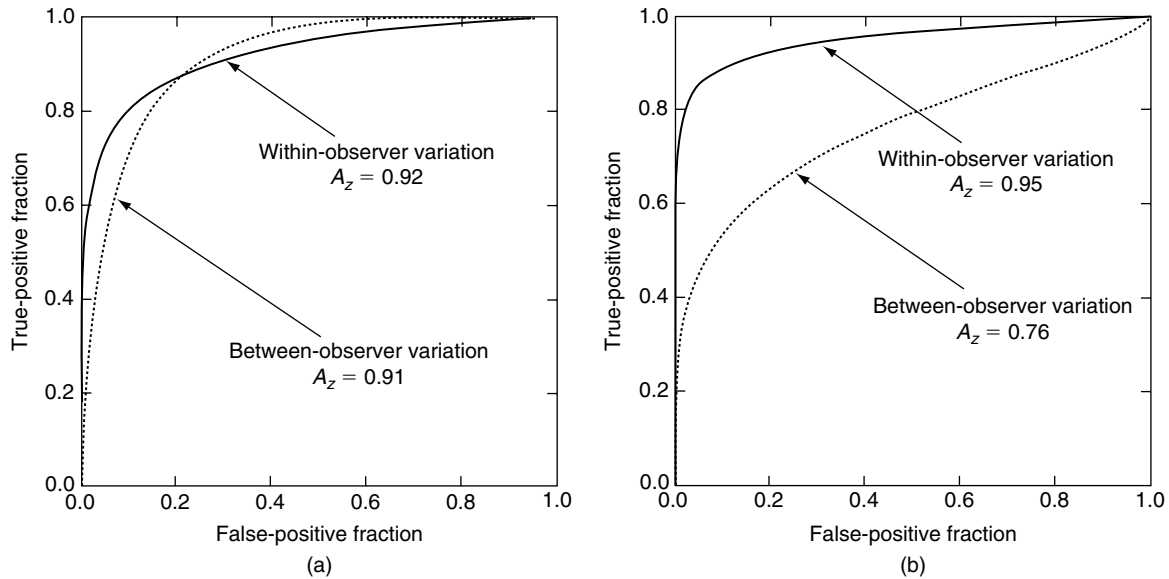 1.0
0.8
0.6
0.4
0.2
0.0
True-positive fraction
Within-observer variation
A_z = 0.92
Between-observer variation
A_z = 0.91
0.0 0.2 0.4 0.6 0.8 1.0
False-positive fraction
(a)
1.0
0.8
0.6
0.4
0.2
0.0
True-positive fraction
Within-observer variation
A_z = 0.95
Between-observer variation
A_z = 0.76
0.0 0.2 0.4 0.6 0.8 1.0
False-positive fraction
(b)